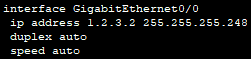 interface GigabitEthernet0/0
ip address 1.2.3.2 255.255.255.248
duplex auto
speed auto